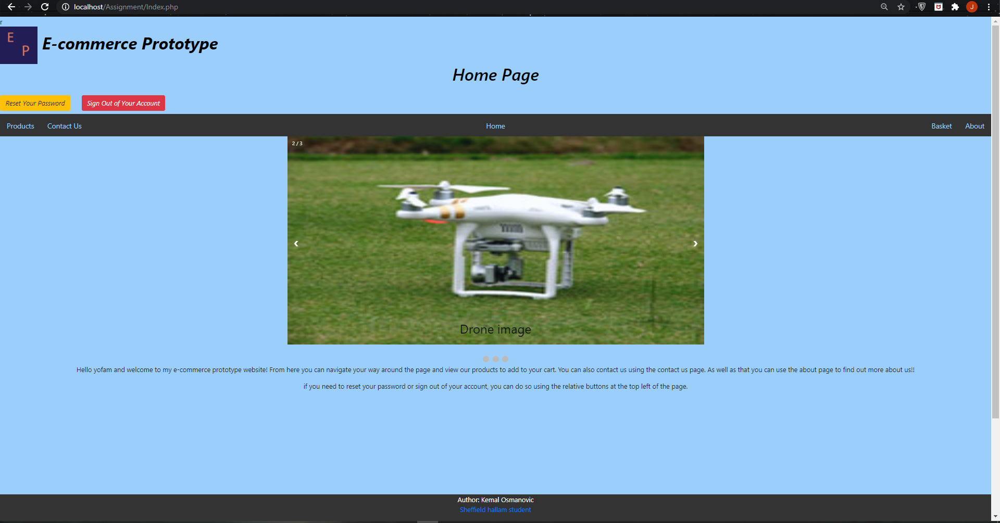 localhost/Assignment/Index.php
J
r
E
P
E-commerce Prototype
Home Page
Reset Your Password Sign Out of Your Account
Products Contact Us Home Basket About
2 / 3
❮ ❯
Drone image
Hello yofam and welcome to my e-commerce prototype website! From here you can navigate your way around the page and view our products to add to your cart. You can also contact us using the contact us page. As well as that you can use the about page to find out more about us!!
if you need to reset your password or sign out of your account, you can do so using the relative buttons at the top left of the page.
Author: Kemal Osmanovic
Sheffield hallam student